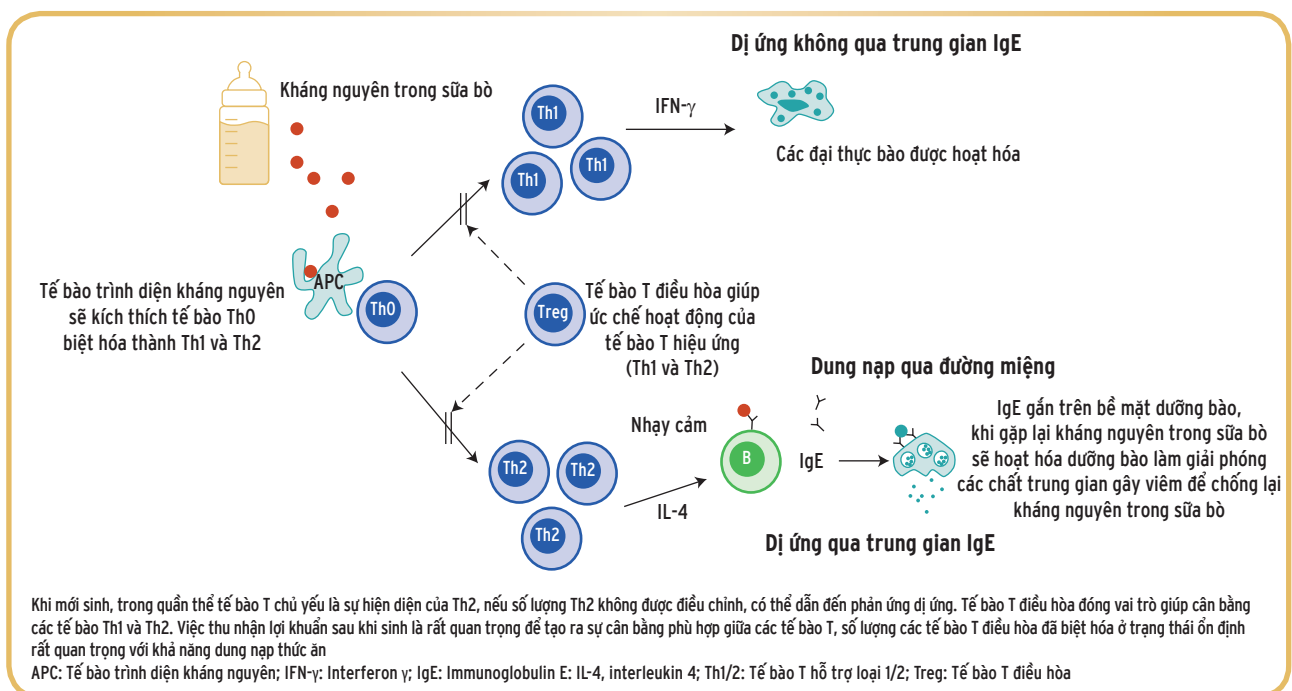 Dị ứng không qua trung gian IgE
Kháng nguyên trong sữa bò
Th1
Th1
Th1
IFN-γ
Các đại thực bào được hoạt hóa
APC
Th0
Tế bào trình diện kháng nguyên
sẽ kích thích tế bào Th0
biệt hóa thành Th1 và Th2
Treg
Tế bào T điều hòa giúp
ức chế hoạt động của
tế bào T hiệu ứng
(Th1 và Th2)
Dung nạp qua đường miệng
Th2
Th2
Th2
IL-4
Nhạy cảm
B
IgE
IgE gắn trên bề mặt dưỡng bào,
khi gặp lại kháng nguyên trong sữa bò
sẽ hoạt hóa dưỡng bào làm giải phóng
các chất trung gian gây viêm để chống lại
kháng nguyên trong sữa bò
Dị ứng qua trung gian IgE
Khi mới sinh, trong quần thể tế bào T chủ yếu là sự hiện diện của Th2, nếu số lượng Th2 không được điều chỉnh, có thể dẫn đến phản ứng dị ứng. Tế bào T điều hòa đóng vai trò giúp cân bằng
các tế bào Th1 và Th2. Việc thu nhận lợi khuẩn sau khi sinh là rất quan trọng để tạo ra sự cân bằng phù hợp giữa các tế bào T, số lượng các tế bào T điều hòa đã biệt hóa ở trạng thái ổn định
rất quan trọng với khả năng dung nạp thức ăn
APC: Tế bào trình diện kháng nguyên; IFN-γ: Interferon γ; IgE: Immunoglobulin E: IL-4, interleukin 4; Th1/2: Tế bào T hỗ trợ loại 1/2; Treg: Tế bào T điều hòa